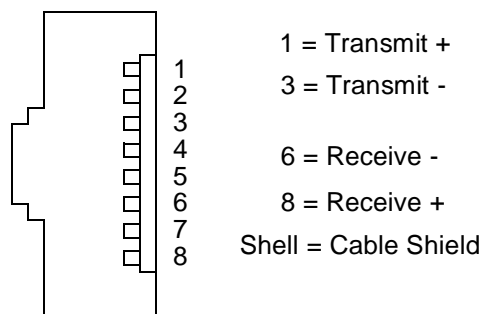 1
2
3
4
5
6
7
8
1 = Transmit +
3 = Transmit -
6 = Receive -
8 = Receive +
Shell = Cable Shield